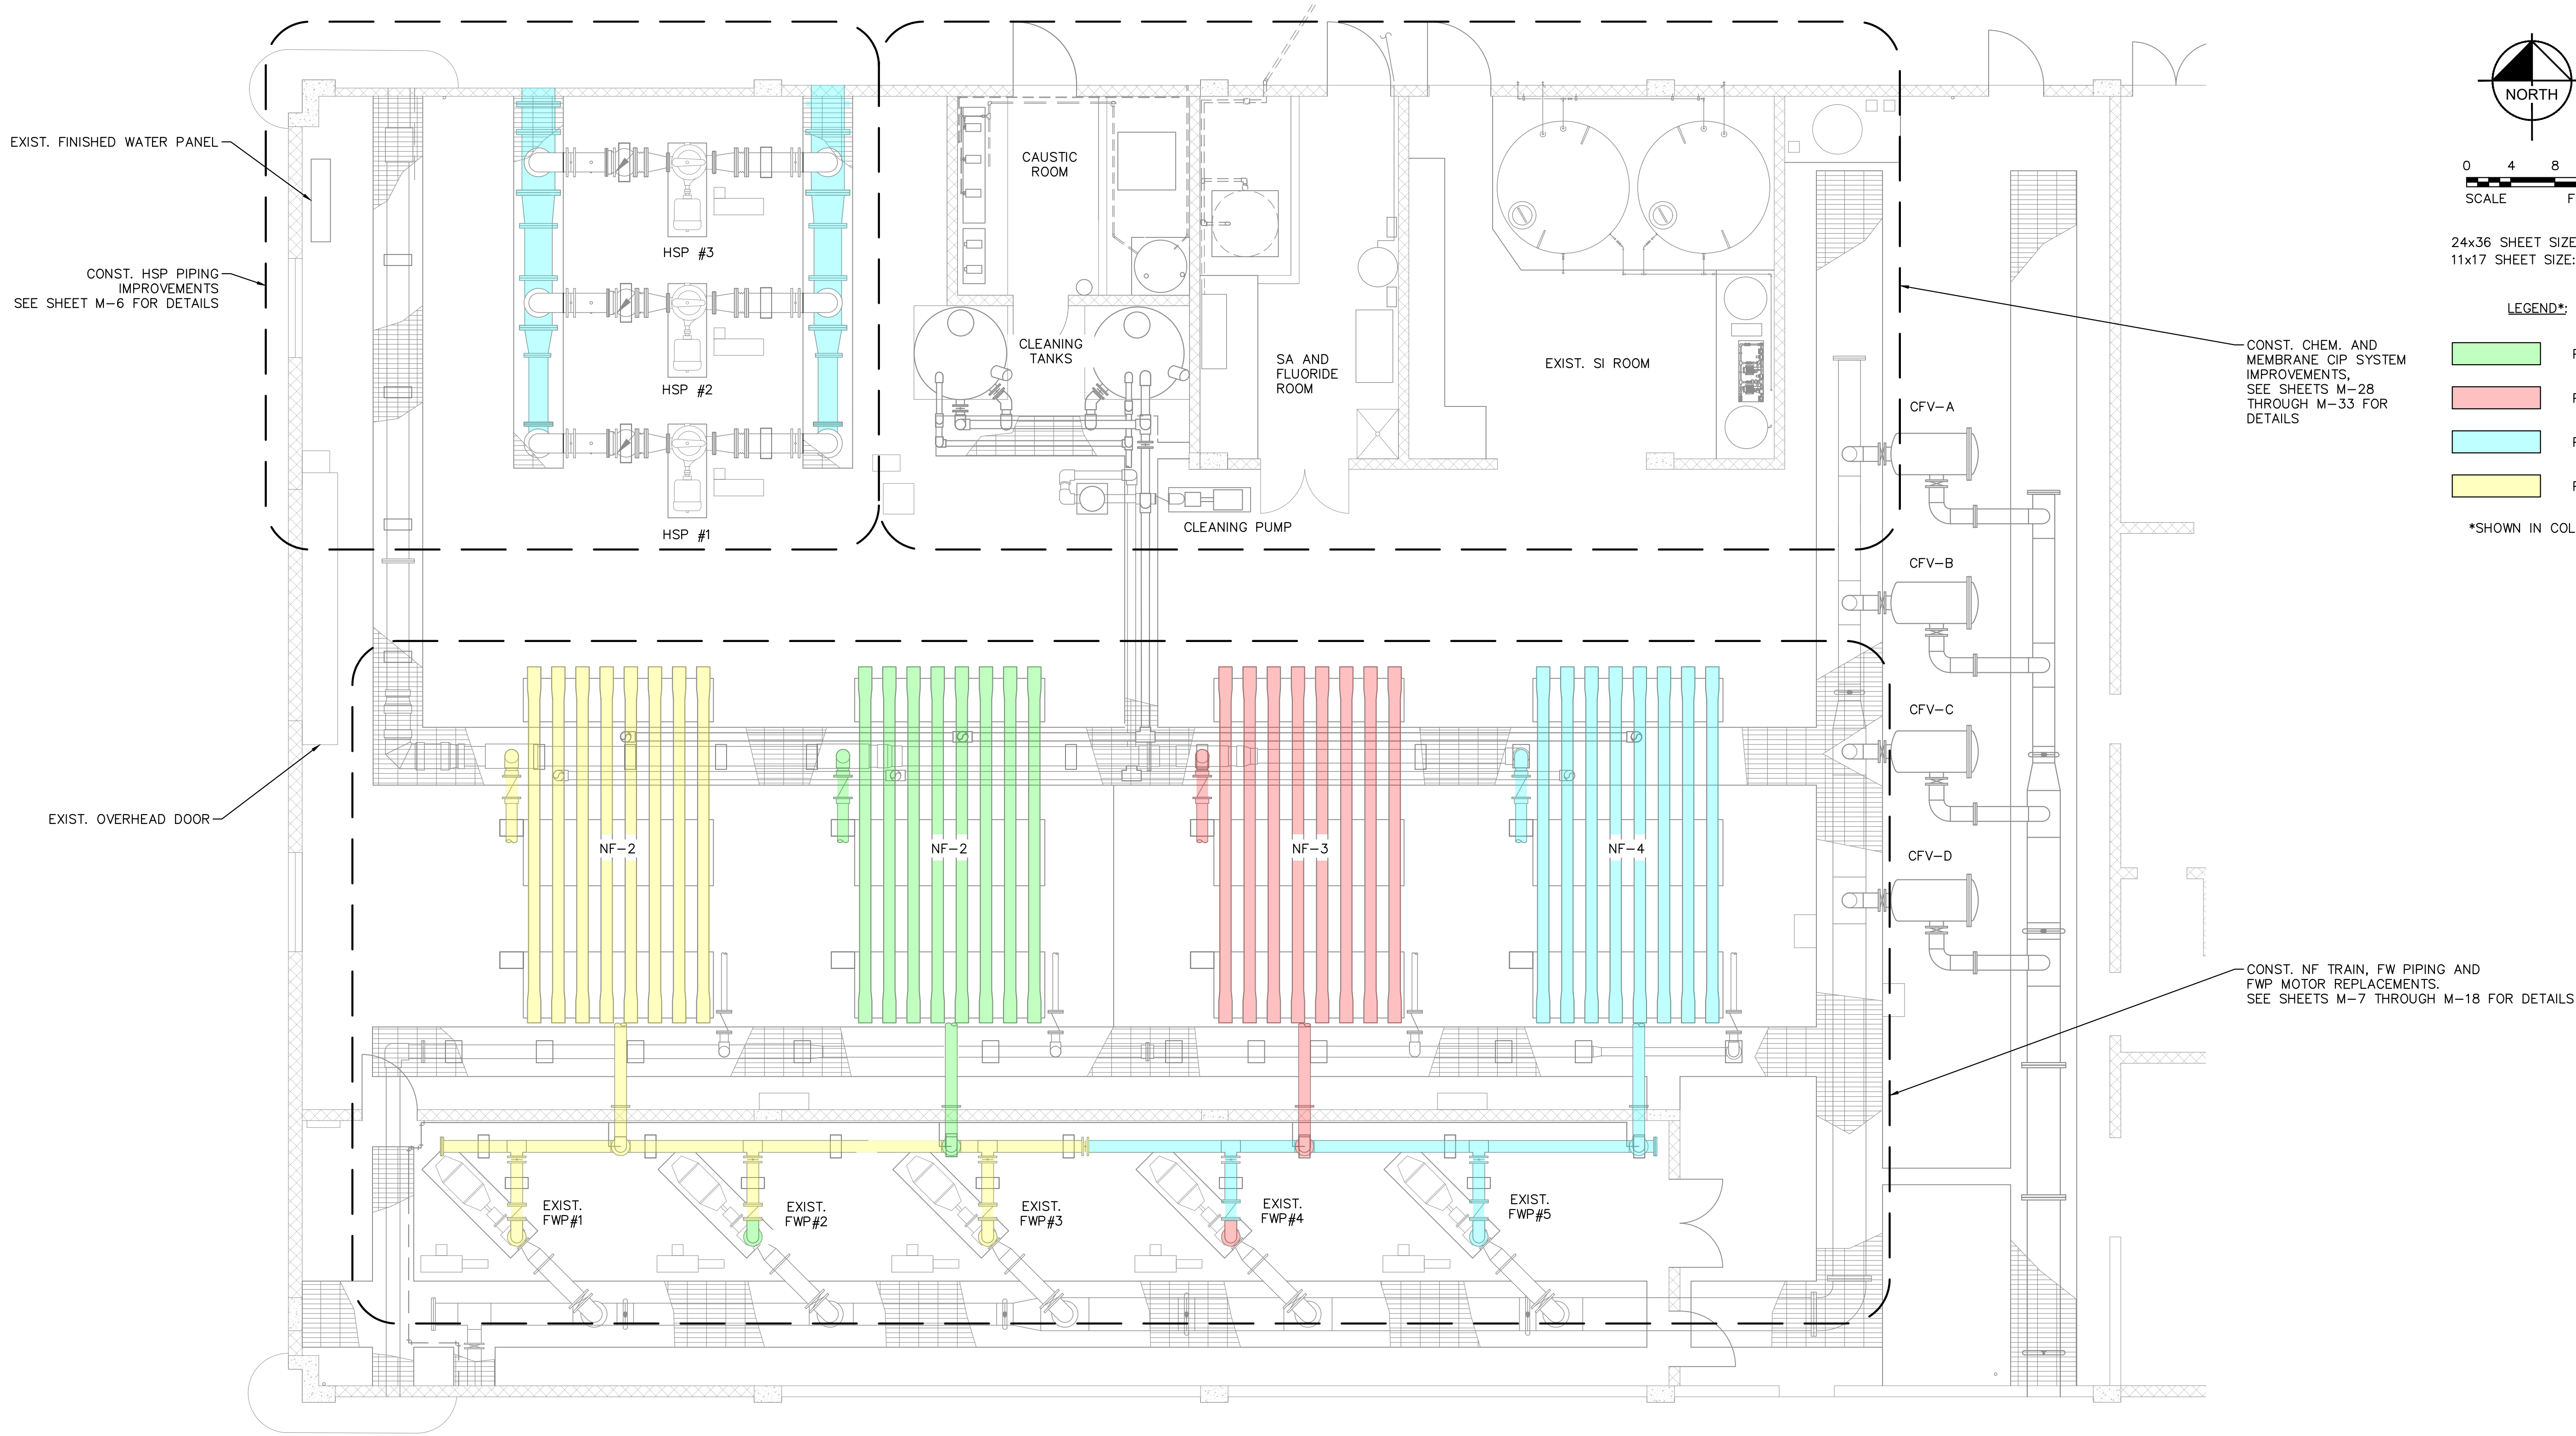 EXIST. FINISHED WATER PANEL
CONST. HSP PIPING
IMPROVEMENTS
SEE SHEET M-6 FOR DETAILS
EXIST. OVERHEAD DOOR
HSP #3
HSP #2
HSP #1
CAUSTIC
ROOM
CLEANING
TANKS
SA AND
FLUORIDE
ROOM
EXIST. SI ROOM
CLEANING PUMP
CFV-A
CFV-B
CFV-C
CFV-D
NF-2
NF-2
NF-3
NF-4
EXIST.
FWP#1
EXIST.
FWP#2
EXIST.
FWP#3
EXIST.
FWP#4
EXIST.
FWP#5
NORTH
0 4 8
SCALE F
24x36 SHEET SIZE
11x17 SHEET SIZE:
LEGEND*:
*SHOWN IN COL
CONST. CHEM. AND
MEMBRANE CIP SYSTEM
IMPROVEMENTS,
SEE SHEETS M-28
THROUGH M-33 FOR
DETAILS
CONST. NF TRAIN, FW PIPING AND
FWP MOTOR REPLACEMENTS.
SEE SHEETS M-7 THROUGH M-18 FOR DETAILS